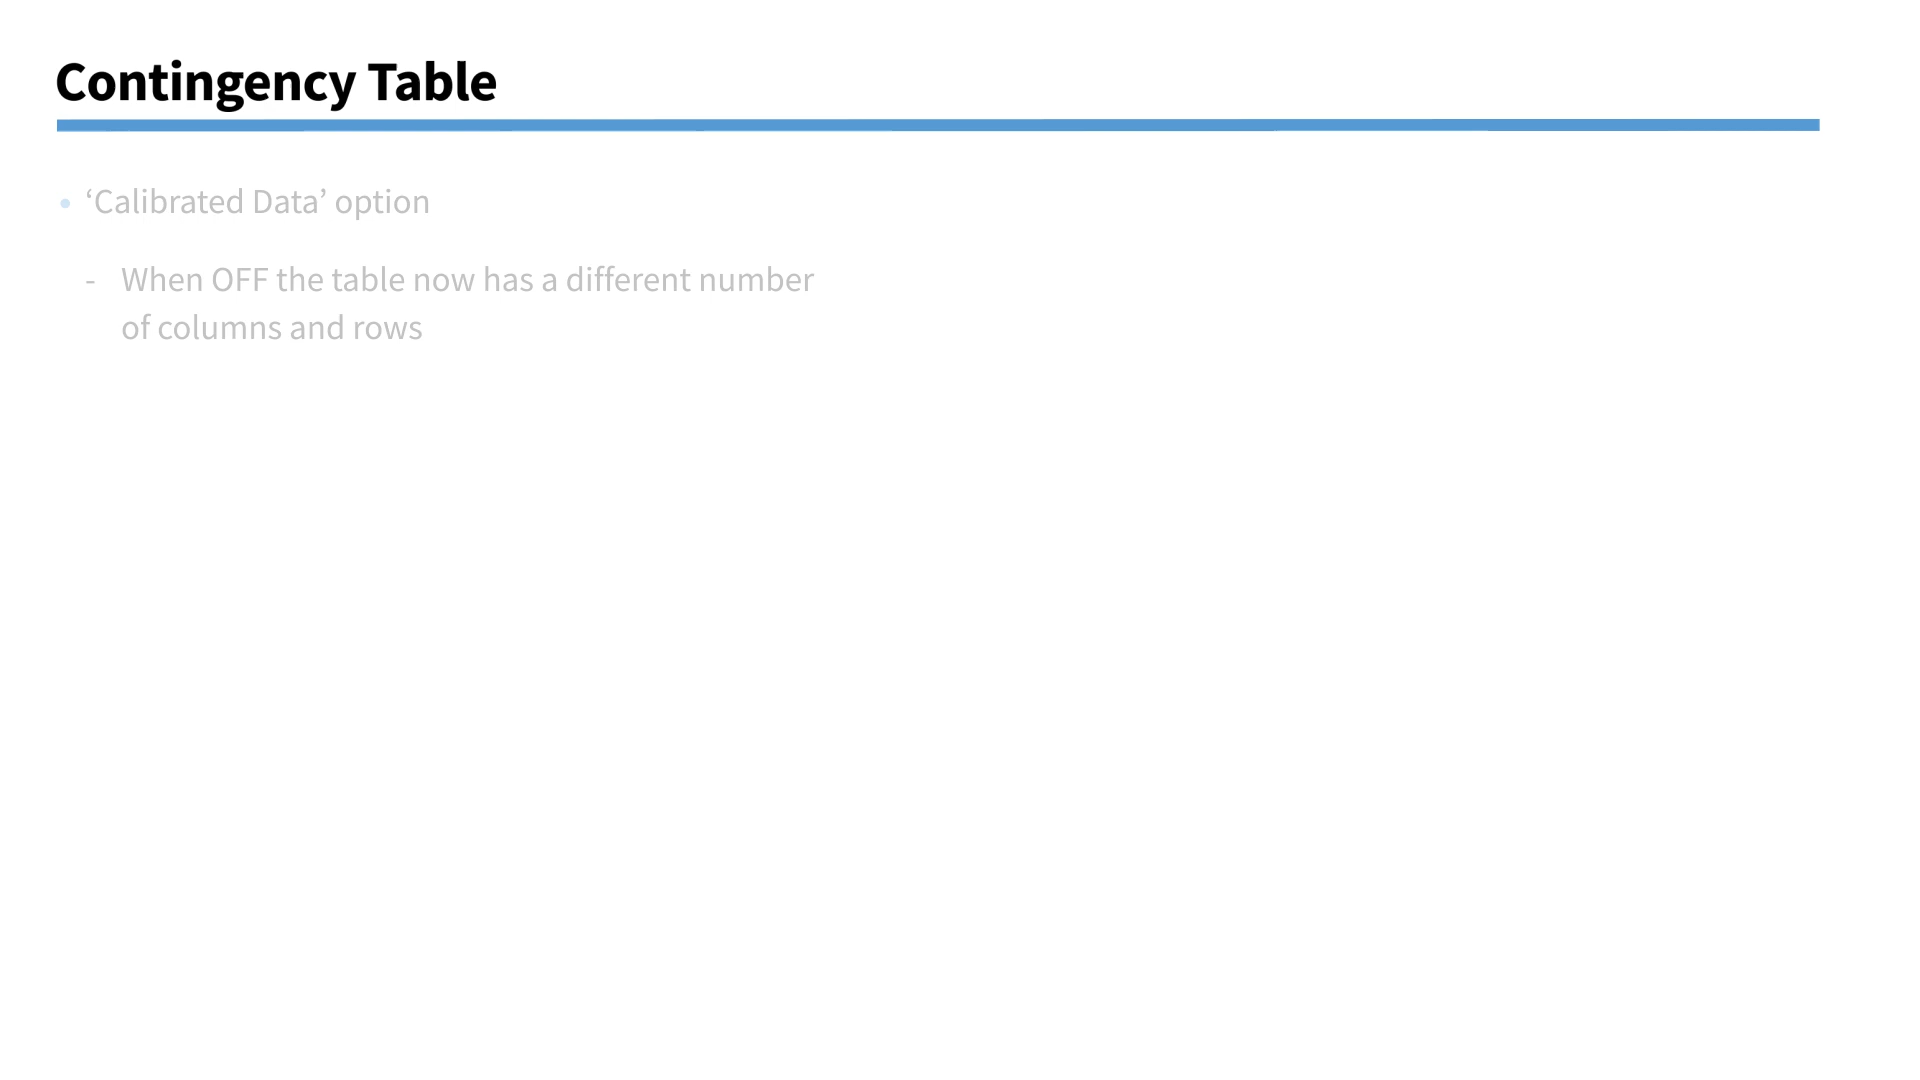 Contingency Table
• ‘Calibrated Data’ option
- When OFF the table now has a different number
of columns and rows